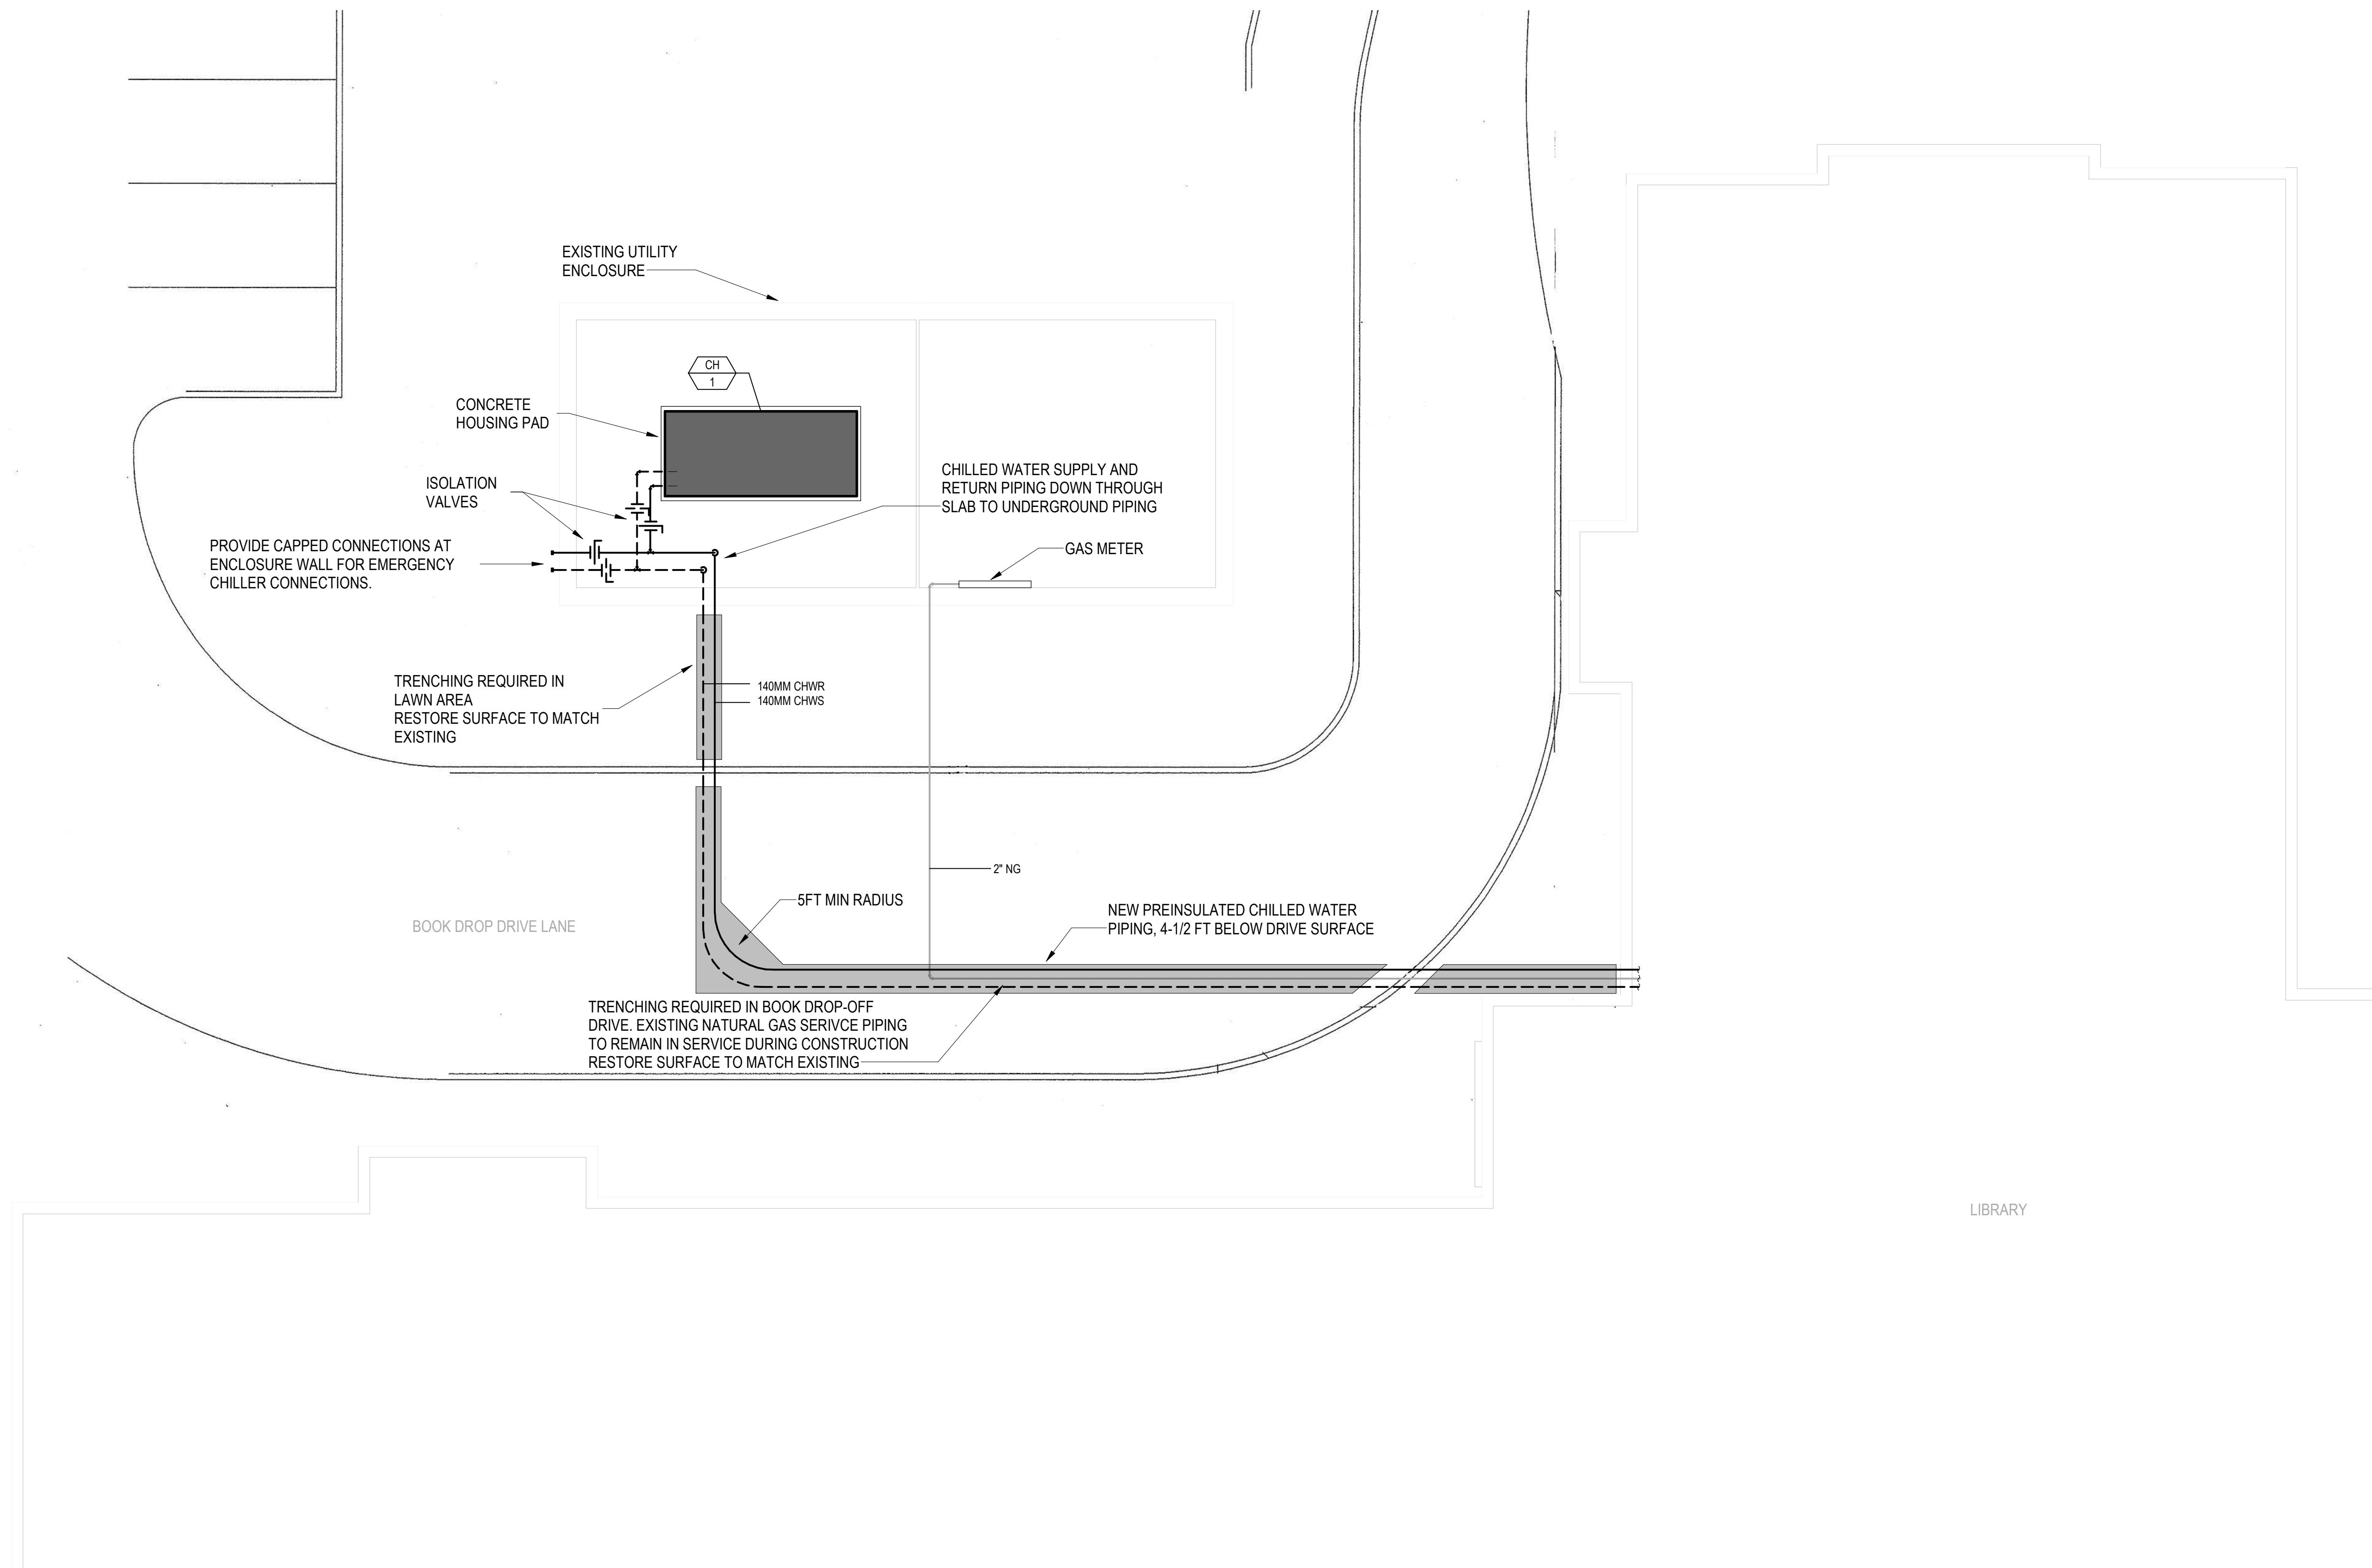 EXISTING UTILITY
ENCLOSURE
CH
1
CONCRETE
HOUSING PAD
ISOLATION
VALVES
CHILLED WATER SUPPLY AND
RETURN PIPING DOWN THROUGH
SLAB TO UNDERGROUND PIPING
PROVIDE CAPPED CONNECTIONS AT
ENCLOSURE WALL FOR EMERGENCY
CHILLER CONNECTIONS.
GAS METER
TRENCHING REQUIRED IN
LAWN AREA
RESTORE SURFACE TO MATCH
EXISTING
140MM CHWR
140MM CHWS
2" NG
5FT MIN RADIUS
BOOK DROP DRIVE LANE
NEW PREINSULATED CHILLED WATER
PIPING, 4-1/2 FT BELOW DRIVE SURFACE
TRENCHING REQUIRED IN BOOK DROP-OFF
DRIVE. EXISTING NATURAL GAS SERIVCE PIPING
TO REMAIN IN SERVICE DURING CONSTRUCTION
RESTORE SURFACE TO MATCH EXISTING
LIBRARY